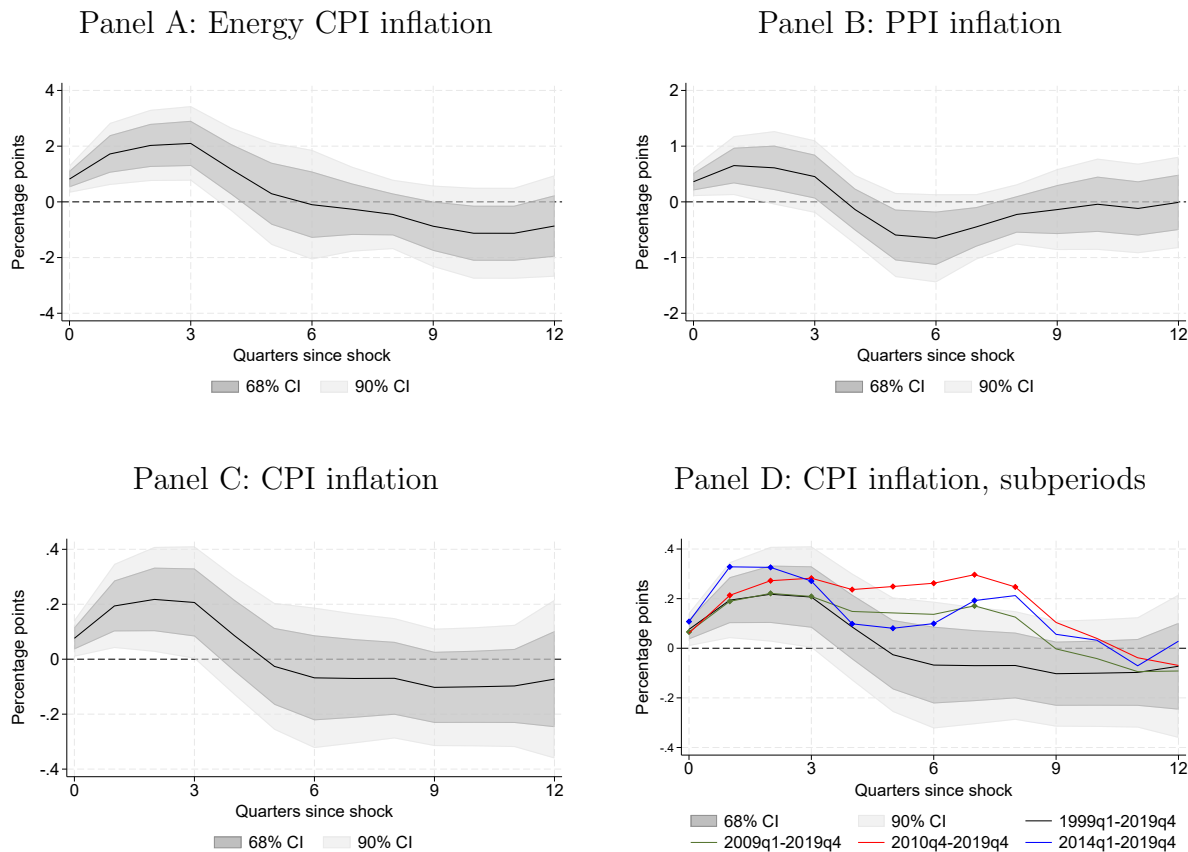 Panel A: Energy CPI inflation
Percentage points
4
2
0
-2
-4
0 3 6 9 12
Quarters since shock
68% CI 90% CI
Panel B: PPI inflation
Percentage points
2
1
0
-1
-2
0 3 6 9 12
Quarters since shock
68% CI 90% CI
Panel C: CPI inflation
Percentage points
.4
.2
0
-.2
-.4
0 3 6 9 12
Quarters since shock
68% CI 90% CI
Panel D: CPI inflation, subperiods
Percentage points
.4
.2
0
-.2
-.4
0 3 6 9 12
Quarters since shock
68% CI 90% CI 1999q1-2019q4
2009q1-2019q4 2010q4-2019q4 2014q1-2019q4